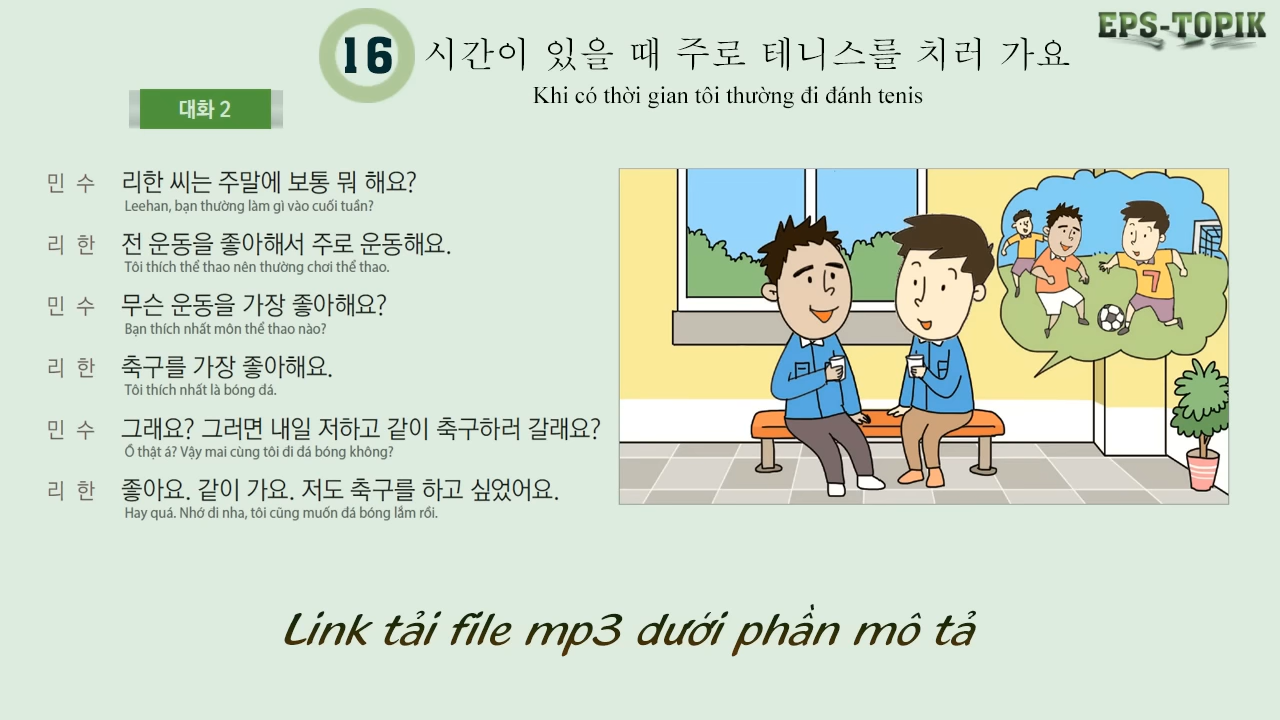 EPS-TOPIK
16 시간이 있을 때 주로 테니스를 치러 가요
Khi có thời gian tôi thường đi đánh tenis
대화 2
민 수 리한 씨는 주말에 보통 뭐 해요?
Leehan, bạn thường làm gì vào cuối tuần?
리 한 전 운동을 좋아해서 주로 운동해요.
Tôi thích thể thao nên thường chơi thể thao.
민 수 무슨 운동을 가장 좋아해요?
Bạn thích nhất môn thể thao nào?
리 한 축구를 가장 좋아해요.
Tôi thích nhất là bóng đá.
민 수 그래요? 그러면 내일 저하고 같이 축구하러 갈래요?
Ố thật á? Vậy mai cùng tôi đi đá bóng không?
리 한 좋아요. 같이 가요. 저도 축구를 하고 싶었어요.
Hay quá. Nhớ đi nha, tôi cũng muốn đá bóng lắm rồi.
7
Link tải file mp3 dưới phần mô tả